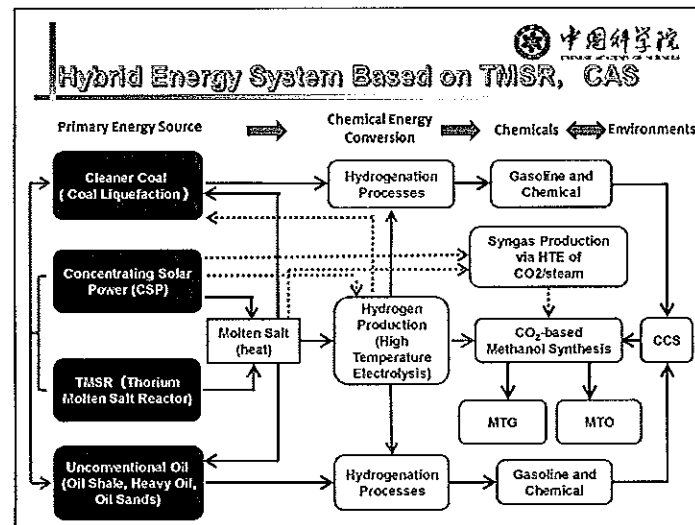 中国科学院
Hybrid Energy System Based on TMSR, CAS
Primary Energy Source
Chemical Energy
Conversion
Chemicals
Environments
Cleaner Coal
(Coal Liquefaction)
Hydrogenation
Processes
Gasoline and
Chemical
Syngas Production
via HTE of
CO2/steam
Concentrating Solar
Power (CSP)
Molten Salt
(heat)
Hydrogen
Production
(High
Temperature
Electrolysis)
CO₂-based
Methanol Synthesis
CCS
TMSR (Thorium
Molten Salt Reactor)
MTG
MTO
Unconventional Oil
(Oil Shale, Heavy Oil,
Oil Sands)
Hydrogenation
Processes
Gasoline and
Chemical